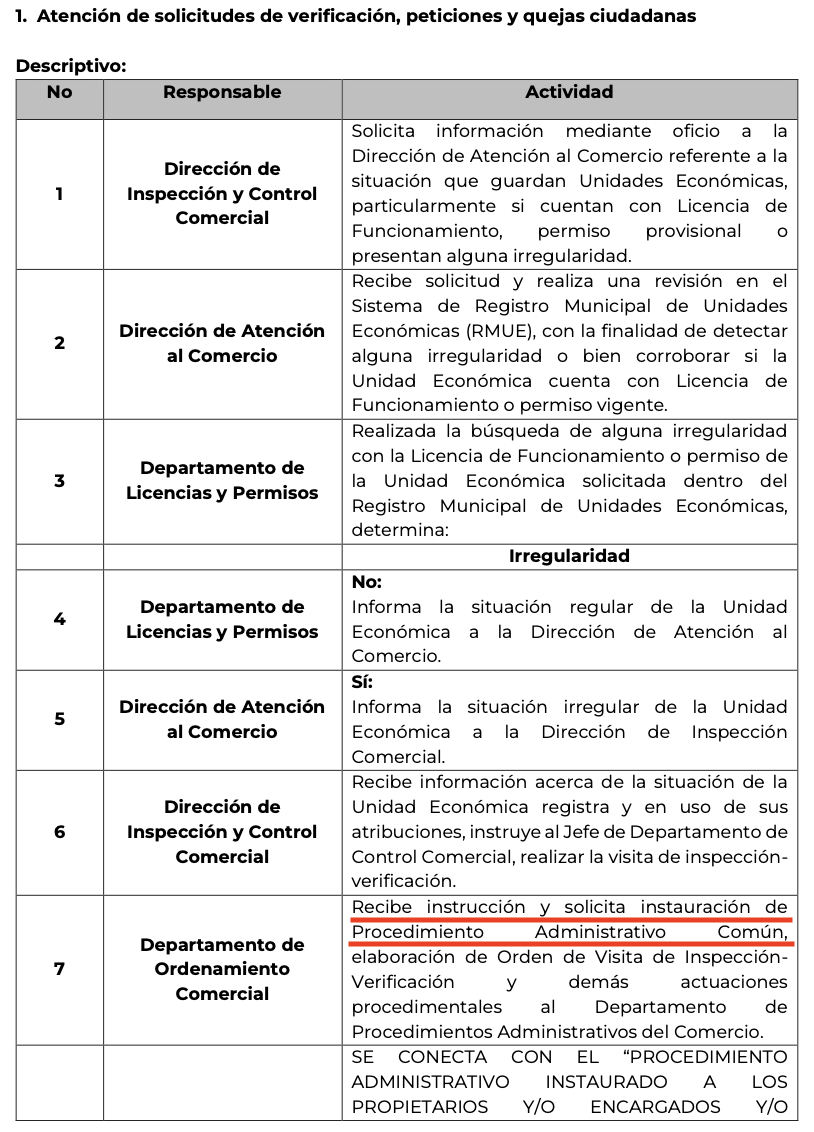 1. Atención de solicitudes de verificación, peticiones y quejas ciudadanas
Descriptivo:
No Responsable Actividad
1
Dirección de
Inspección y Control
Comercial
Solicita información mediante oficio a la
Dirección de Atención al Comercio referente a la
situación que guardan Unidades Económicas,
particularmente si cuentan con Licencia de
Funcionamiento, permiso provisional o
presentan alguna irregularidad.
2
Dirección de Atención
al Comercio
Recibe solicitud y realiza una revisión en el
Sistema de Registro Municipal de Unidades
Económicas (RMUE), con la finalidad de detectar
alguna irregularidad o bien corroborar si la
Unidad Económica cuenta con Licencia de
Funcionamiento o permiso vigente.
3
Departamento de
Licencias y Permisos
Realizada la búsqueda de alguna irregularidad
con la Licencia de Funcionamiento o permiso de
la Unidad Económica solicitada dentro del
Registro Municipal de Unidades Económicas,
determina:
Irregularidad
4
Departamento de
Licencias y Permisos
No:
Informa la situación regular de la Unidad
Económica a la Dirección de Atención al
Comercio.
5
Dirección de Atención
al Comercio
Sí:
Informa la situación irregular de la Unidad
Económica a la Dirección de Inspección
Comercial.
6
Dirección de
Inspección y Control
Comercial
Recibe información acerca de la situación de la
Unidad Económica registra y en uso de sus
atribuciones, instruye al Jefe de Departamento de
Control Comercial, realizar la visita de inspección-
verificación.
7
Departamento de
Ordenamiento
Comercial
Recibe instrucción y solicita instauración de
Procedimiento Administrativo Común,
elaboración de Orden de Visita de Inspección-
Verificación y demás actuaciones
procedimentales al Departamento de
Procedimientos Administrativos del Comercio.
SE CONECTA CON EL “PROCEDIMIENTO
ADMINISTRATIVO INSTAURADO A LOS
PROPIETARIOS Y/O ENCARGADOS Y/O